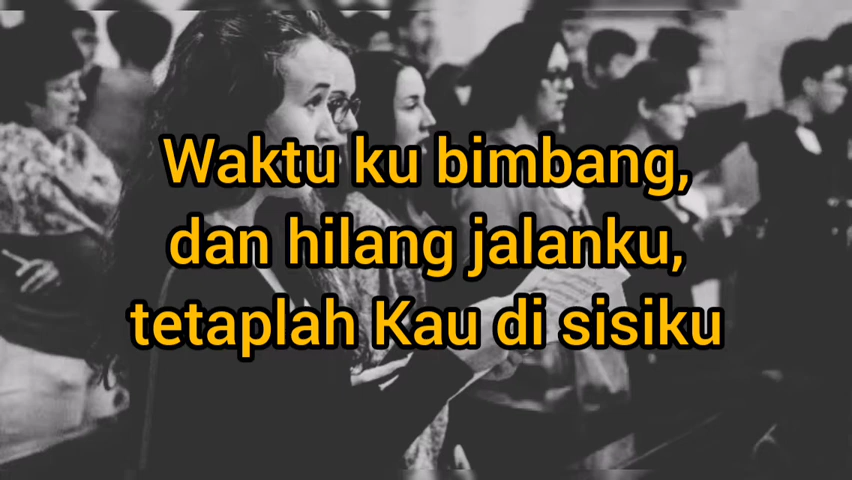 Waktu ku bimbang,
dan hilang jalanku,
tetaplah Kau di sisiku